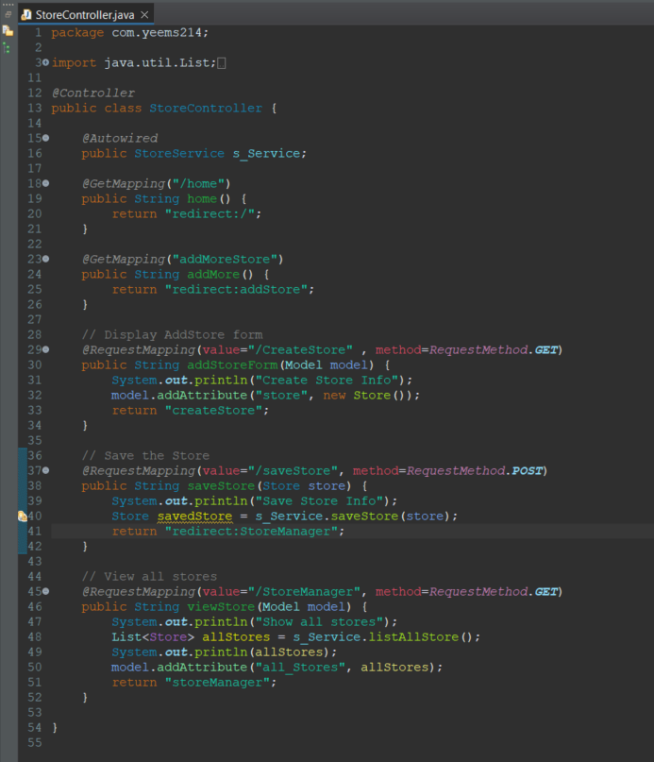 StoreController.java
1 package com.yeems214;
2
3 import java.util.List;
11
12 @Controller
13 public class StoreController {
14
15 @Autowired
16 public StoreService s_Service;
17
18 @GetMapping("/home")
19 public String home() {
20 return "redirect:/";
21 }
22
23 @GetMapping("addMoreStore")
24 public String addMore() {
25 return "redirect:addStore";
26 }
27
28 // Display AddStore form
29 @RequestMapping(value="/CreateStore" , method=RequestMethod.GET)
30 public String addStoreForm(Model model) {
31 System.out.println("Create Store Info");
32 model.addAttribute("store", new Store());
33 return "createStore";
34 }
35
36 // Save the Store
37 @RequestMapping(value="/saveStore", method=RequestMethod.POST)
38 public String saveStore(Store store) {
39 System.out.println("Save Store Info");
40 Store savedStore = s_Service.saveStore(store);
41 return "redirect:StoreManager";
42 }
43
44 // View all stores
45 @RequestMapping(value="/StoreManager", method=RequestMethod.GET)
46 public String viewStore(Model model) {
47 System.out.println("Show all stores");
48 List<Store> allStores = s_Service.listAllStore();
49 System.out.println(allStores);
50 model.addAttribute("all_Stores", allStores);
51 return "storeManager";
52 }
53
54 }
55